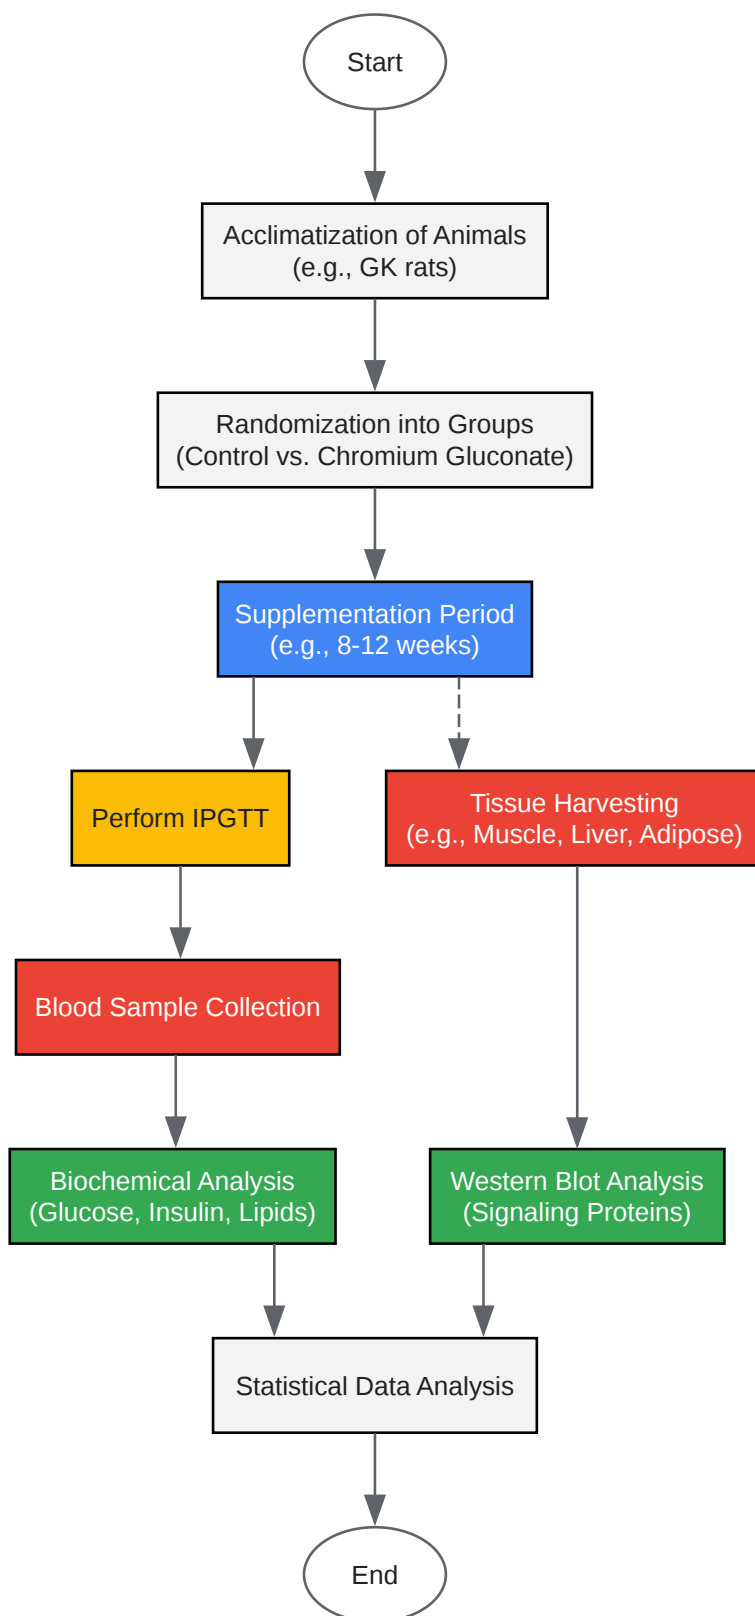 Start
Acclimatization of Animals
(e.g., GK rats)
Randomization into Groups
(Control vs. Chromium Gluconate)
Supplementation Period
(e.g., 8-12 weeks)
Perform IPGTT
Tissue Harvesting
(e.g., Muscle, Liver, Adipose)
Blood Sample Collection
Biochemical Analysis
(Glucose, Insulin, Lipids)
Western Blot Analysis
(Signaling Proteins)
Statistical Data Analysis
End